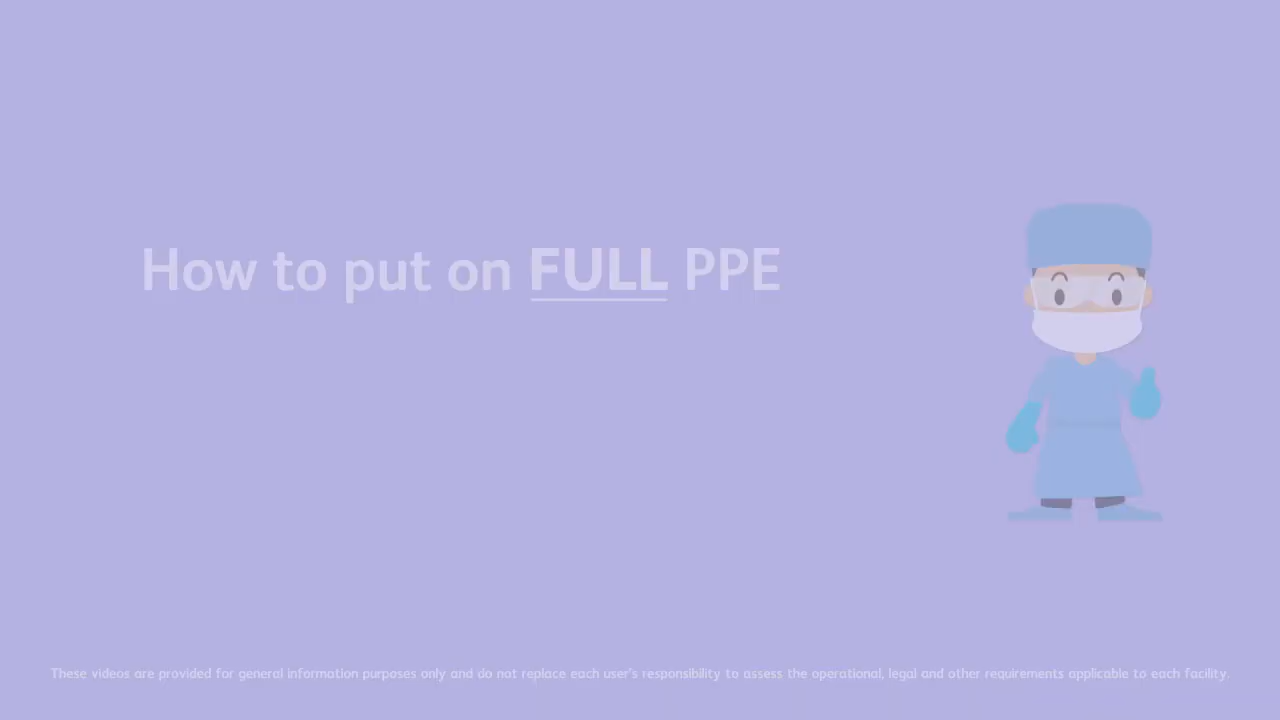 How to put on FULL PPE
These videos are provided for general information purposes only and do not replace each user's responsibility to assess the operational, legal and other requirements applicable to each facility.